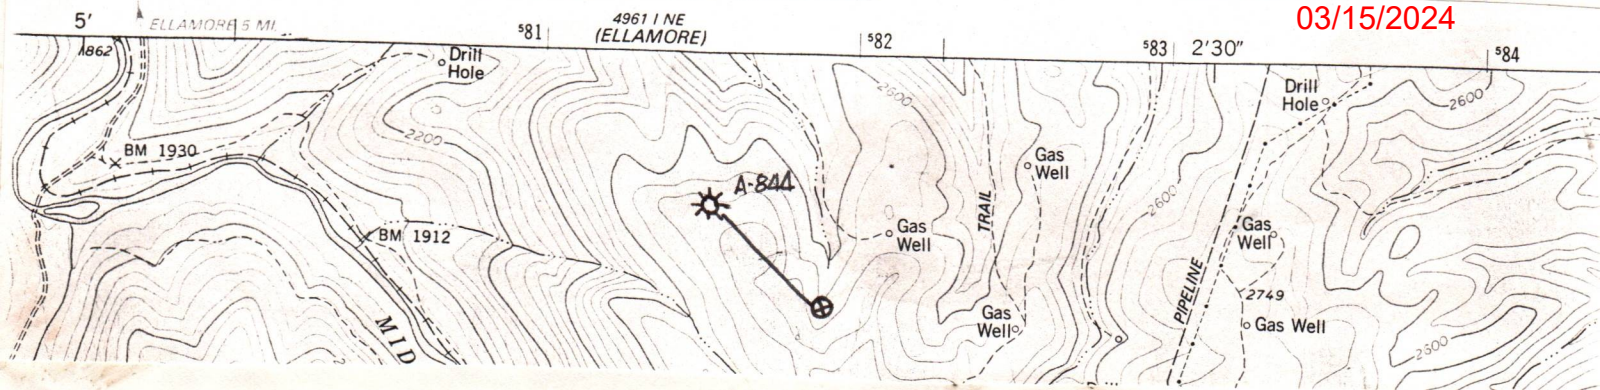 03/15/2024
5'
ELLAMORE 5 MI.
⁵81
4961 I NE
(ELLAMORE)
⁵82
⁵83
2'30"
⁵84
1862
Drill
Hole
2600
Drill
Hole
2600
2200
BM 1930
Gas
Well
A-844
2600
TRAIL
Gas
Well
Gas
Well
BM 1912
PIPELINE
2749
Gas
Well
Gas Well
MID
2600